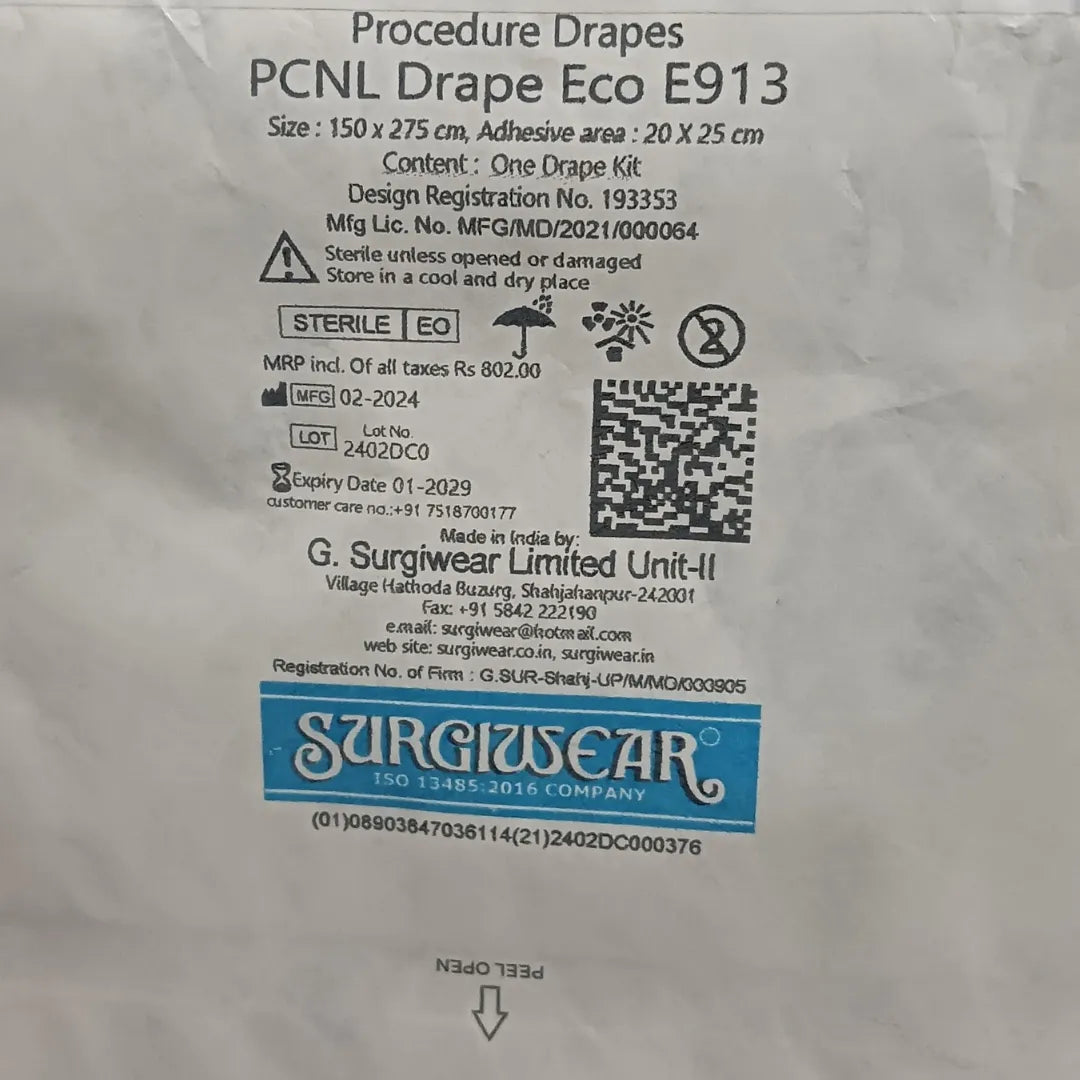 Procedure Drapes
PCNL Drape Eco E913
Size : 150 x 275 cm, Adhesive area : 20 X 25 cm
Content : One Drape Kit
Design Registration No. 193353
Mfg Lic. No. MFG/MD/2021/000064
Sterile unless opened or damaged
Store in a cool and dry place
STERILE EO
2
MRP incl. Of all taxes Rs 802.00
MFG 02-2024
LOT Lot No.
2402DC0
Expiry Date 01-2029
customer care no.:+91 7518700177
Made in India by:
G. Surgiwear Limited Unit-II
Village Hathoda Buzurg, Shahjahanpur-242001
Fax: +91 5842 222190
e.mail: surgiwear@hotmail.com
web site: surgiwear.co.in, surgiwear.in
Registration No. of Firm : G.SUR-Shahj-UP/M/MD/000905
SURGIWEAR
ISO 13485:2016 COMPANY
(01)08903847036114(21)2402DC000376
PEEL OPEN